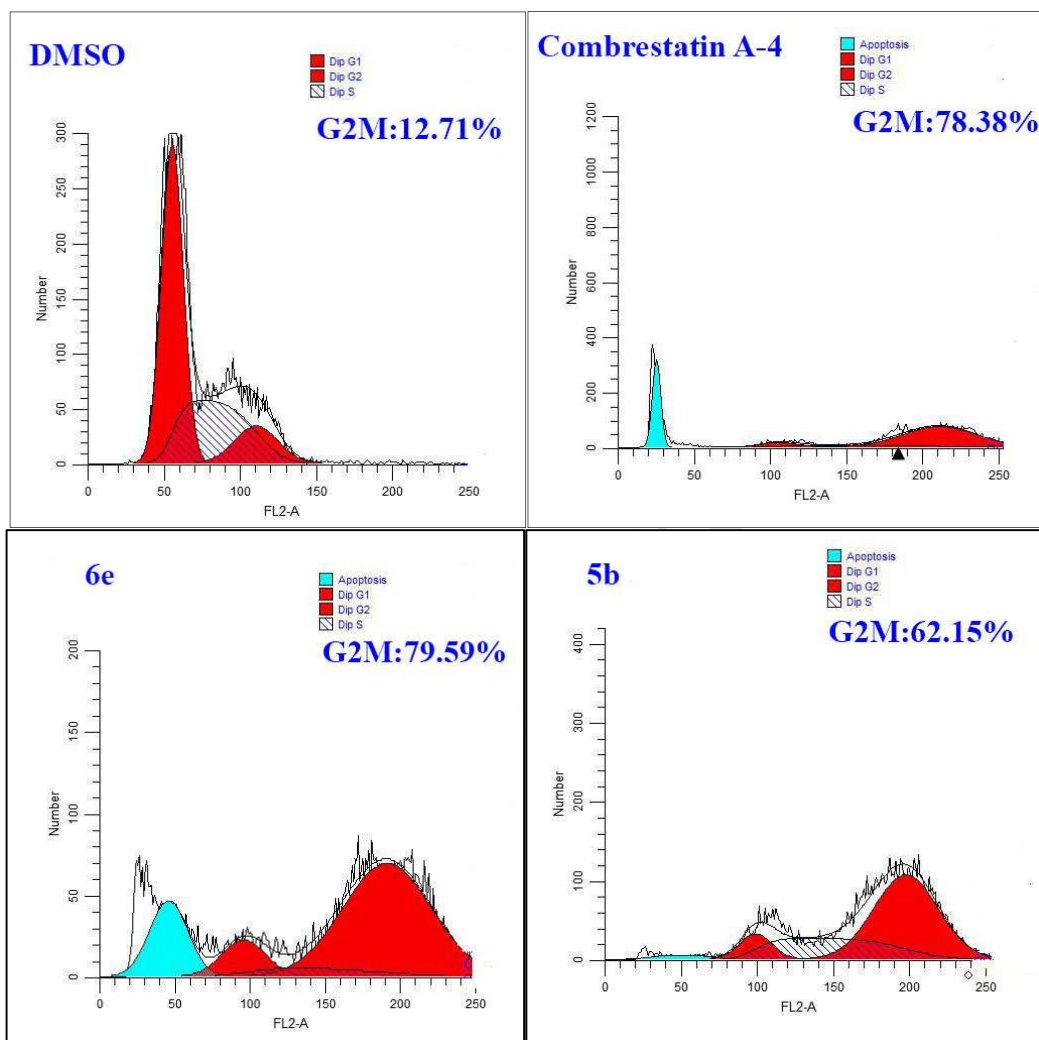 DMSO
Dip G1
Dip G2
Dip S
G2M:12.71%
300
250
200
150
100
50
0
Number
0 50 100 150 200 250
FL2-A
Combrestatin A-4
Apoptosis
Dip G1
Dip G2
Dip S
G2M:78.38%
1200
1000
800
600
400
200
0
Number
0 50 100 150 200 250
FL2-A
6e
Apoptosis
Dip G1
Dip G2
Dip S
G2M:79.59%
200
150
100
50
0
Number
0 50 100 150 200 250
FL2-A
5b
Apoptosis
Dip G1
Dip G2
Dip S
G2M:62.15%
400
300
200
100
0
Number
0 50 100 150 200 250
FL2-A